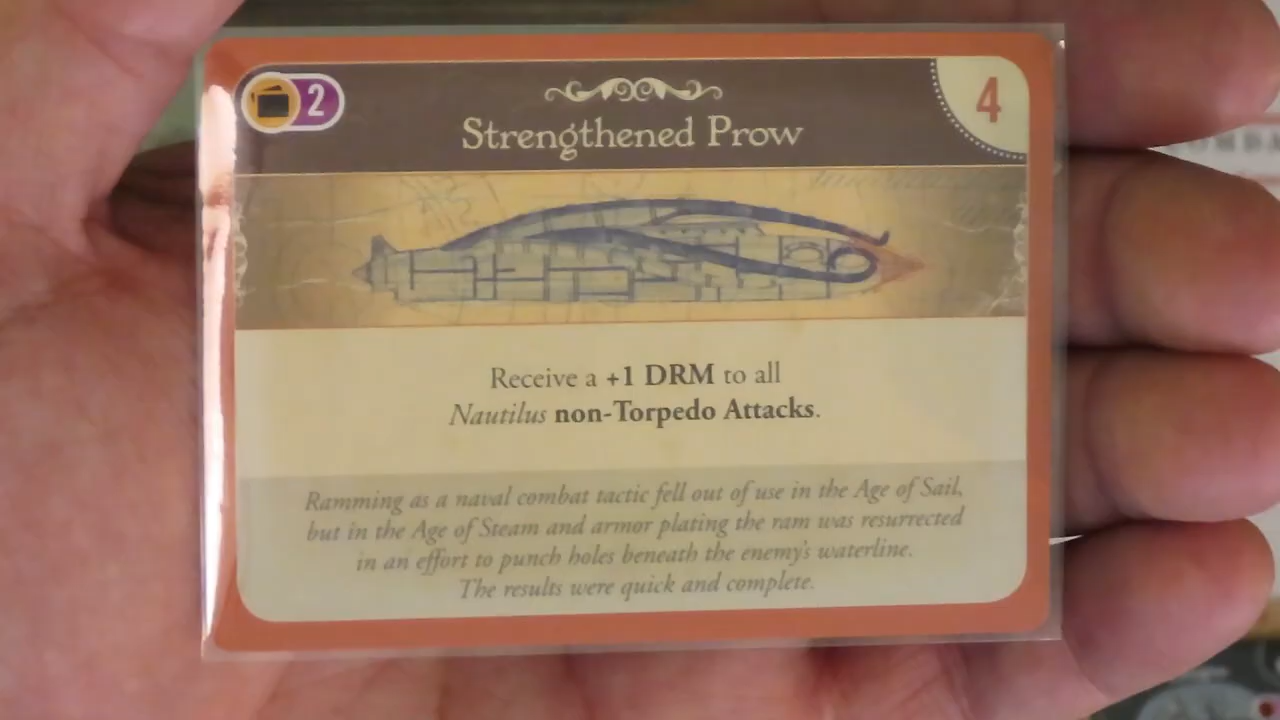 2
4
Strengthened Prow
Receive a +1 DRM to all
Nautilus non-Torpedo Attacks.
Ramming as a naval combat tactic fell out of use in the Age of Sail,
but in the Age of Steam and armor plating the ram was resurrected
in an effort to punch holes beneath the enemy's waterline.
The results were quick and complete.